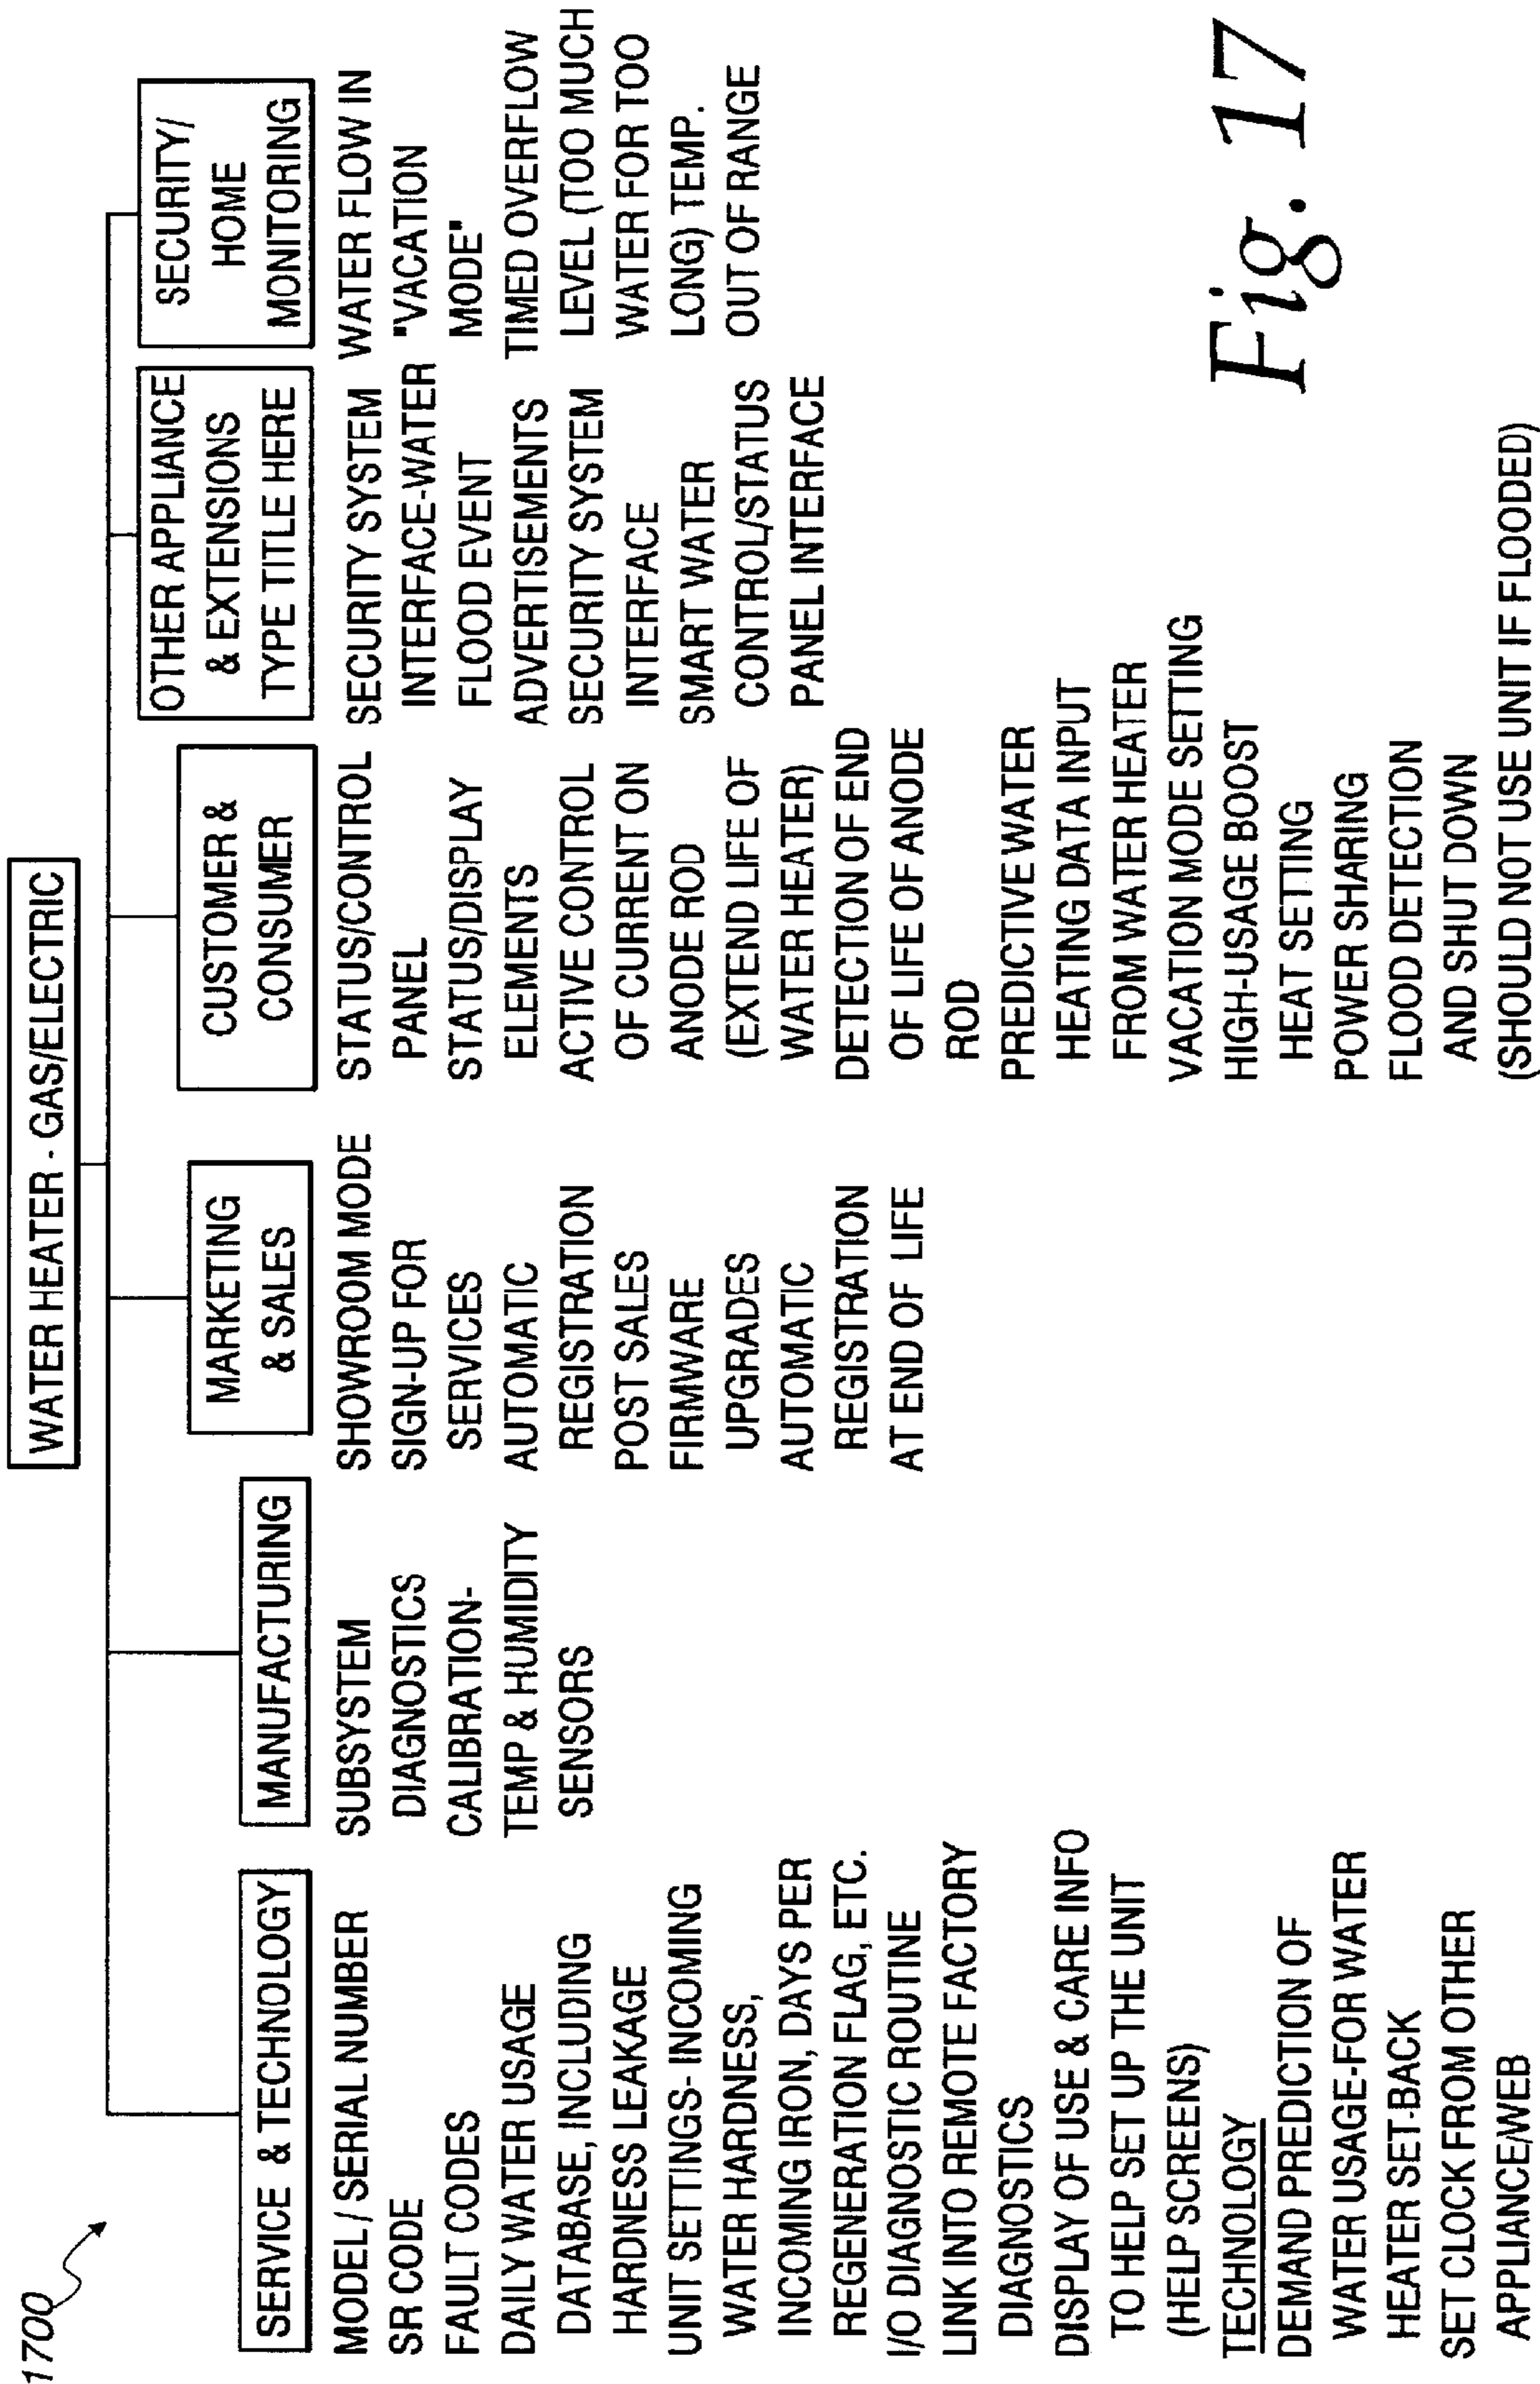 1700
WATER HEATER - GAS/ELECTRIC
SERVICE & TECHNOLOGY
MODEL / SERIAL NUMBER
SR CODE
FAULT CODES
DAILY WATER USAGE
DATABASE, INCLUDING
HARDNESS LEAKAGE
UNIT SETTINGS- INCOMING
WATER HARDNESS,
INCOMING IRON, DAYS PER
REGENERATION FLAG, ETC.
I/O DIAGNOSTIC ROUTINE
LINK INTO REMOTE FACTORY
DIAGNOSTICS
DISPLAY OF USE & CARE INFO
TO HELP SET UP THE UNIT
(HELP SCREENS)
TECHNOLOGY
DEMAND PREDICTION OF
WATER USAGE-FOR WATER
HEATER SET-BACK
SET CLOCK FROM OTHER
APPLIANCE/WEB
MANUFACTURING
SUBSYSTEM
DIAGNOSTICS
CALIBRATION-
TEMP & HUMIDITY
SENSORS
MARKETING
& SALES
SHOWROOM MODE
SIGN-UP FOR
SERVICES
AUTOMATIC
REGISTRATION
POST SALES
FIRMWARE
UPGRADES
AUTOMATIC
REGISTRATION
AT END OF LIFE
CUSTOMER &
CONSUMER
STATUS/CONTROL
PANEL
STATUS/DISPLAY
ELEMENTS
ACTIVE CONTROL
OF CURRENT ON
ANODE ROD
(EXTEND LIFE OF
WATER HEATER)
DETECTION OF END
OF LIFE OF ANODE
ROD
PREDICTIVE WATER
HEATING DATA INPUT
FROM WATER HEATER
VACATION MODE SETTING
HIGH-USAGE BOOST
HEAT SETTING
POWER SHARING
FLOOD DETECTION
AND SHUT DOWN
(SHOULD NOT USE UNIT IF FLOODED)
OTHER APPLIANCE
& EXTENSIONS
TYPE TITLE HERE
SECURITY SYSTEM
INTERFACE-WATER
FLOOD EVENT
ADVERTISEMENTS
SECURITY SYSTEM
INTERFACE
SMART WATER
CONTROL/STATUS
PANEL INTERFACE
SECURITY/
HOME
MONITORING
WATER FLOW IN
"VACATION
MODE"
TIMED OVERFLOW
LEVEL (TOO MUCH
WATER FOR TOO
LONG) TEMP.
OUT OF RANGE
Fig. 17